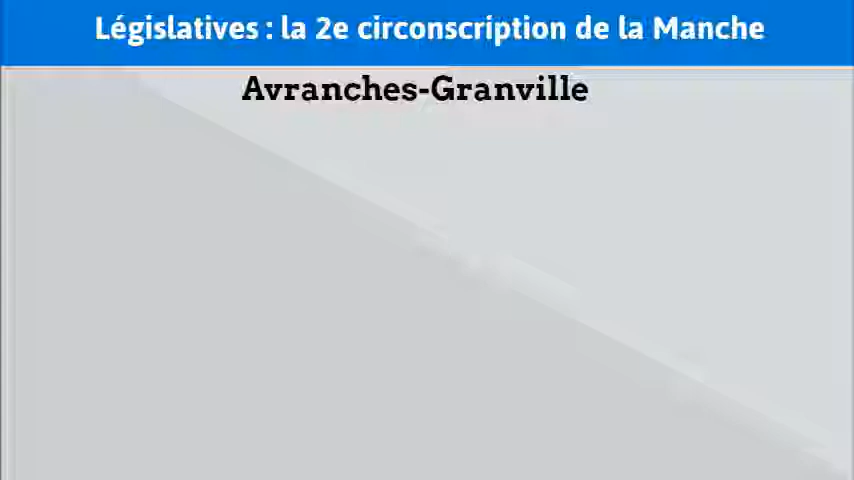 Législatives : la 2e circonscription de la Manche
Avranches-Granville